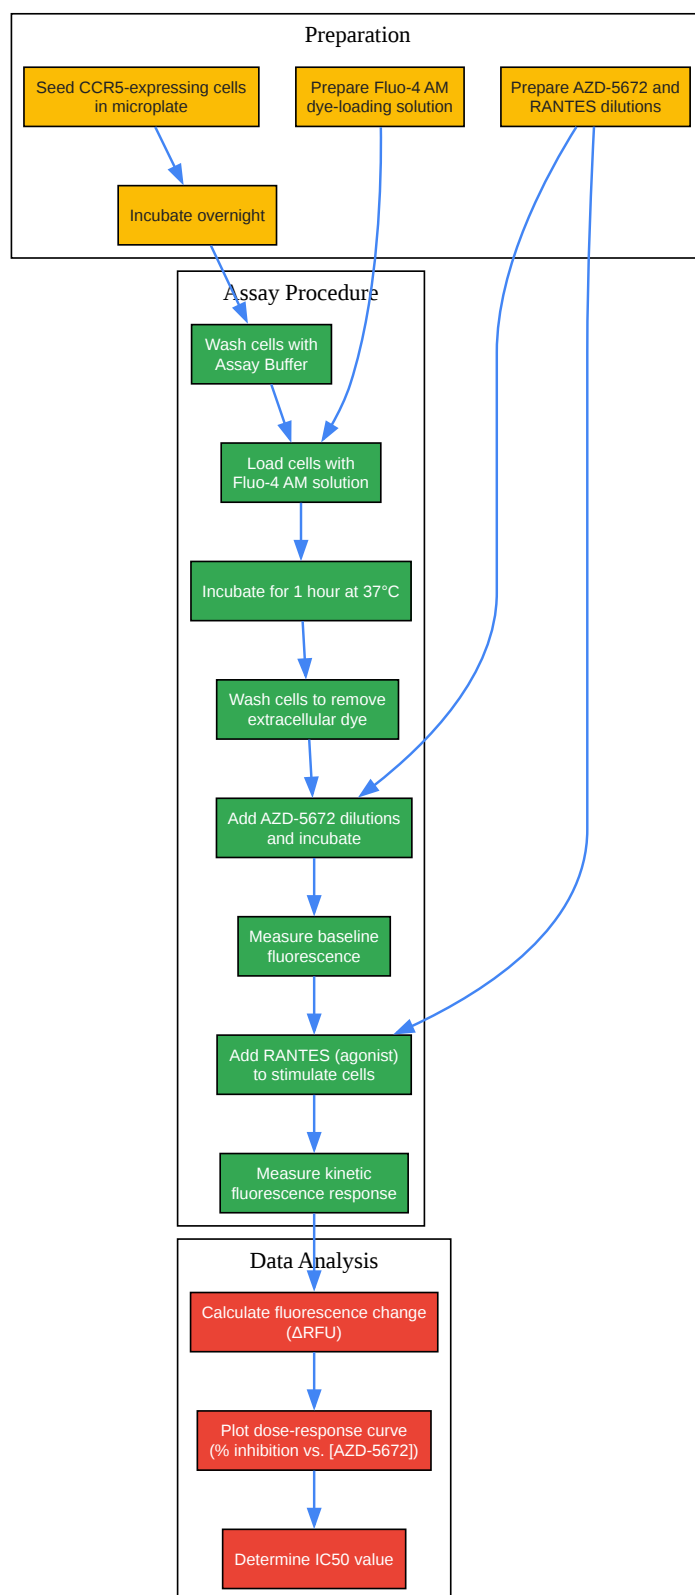 Preparation
Seed CCR5-expressing cells
in microplate
Prepare Fluo-4 AM
dye-loading solution
Prepare AZD-5672 and
RANTES dilutions
Incubate overnight
Assay Procedure
Wash cells with
Assay Buffer
Load cells with
Fluo-4 AM solution
Incubate for 1 hour at 37°C
Wash cells to remove
extracellular dye
Add AZD-5672 dilutions
and incubate
Measure baseline
fluorescence
Add RANTES (agonist)
to stimulate cells
Measure kinetic
fluorescence response
Data Analysis
Calculate fluorescence change
(ΔRFU)
Plot dose-response curve
(% inhibition vs. [AZD-5672])
Determine IC50 value